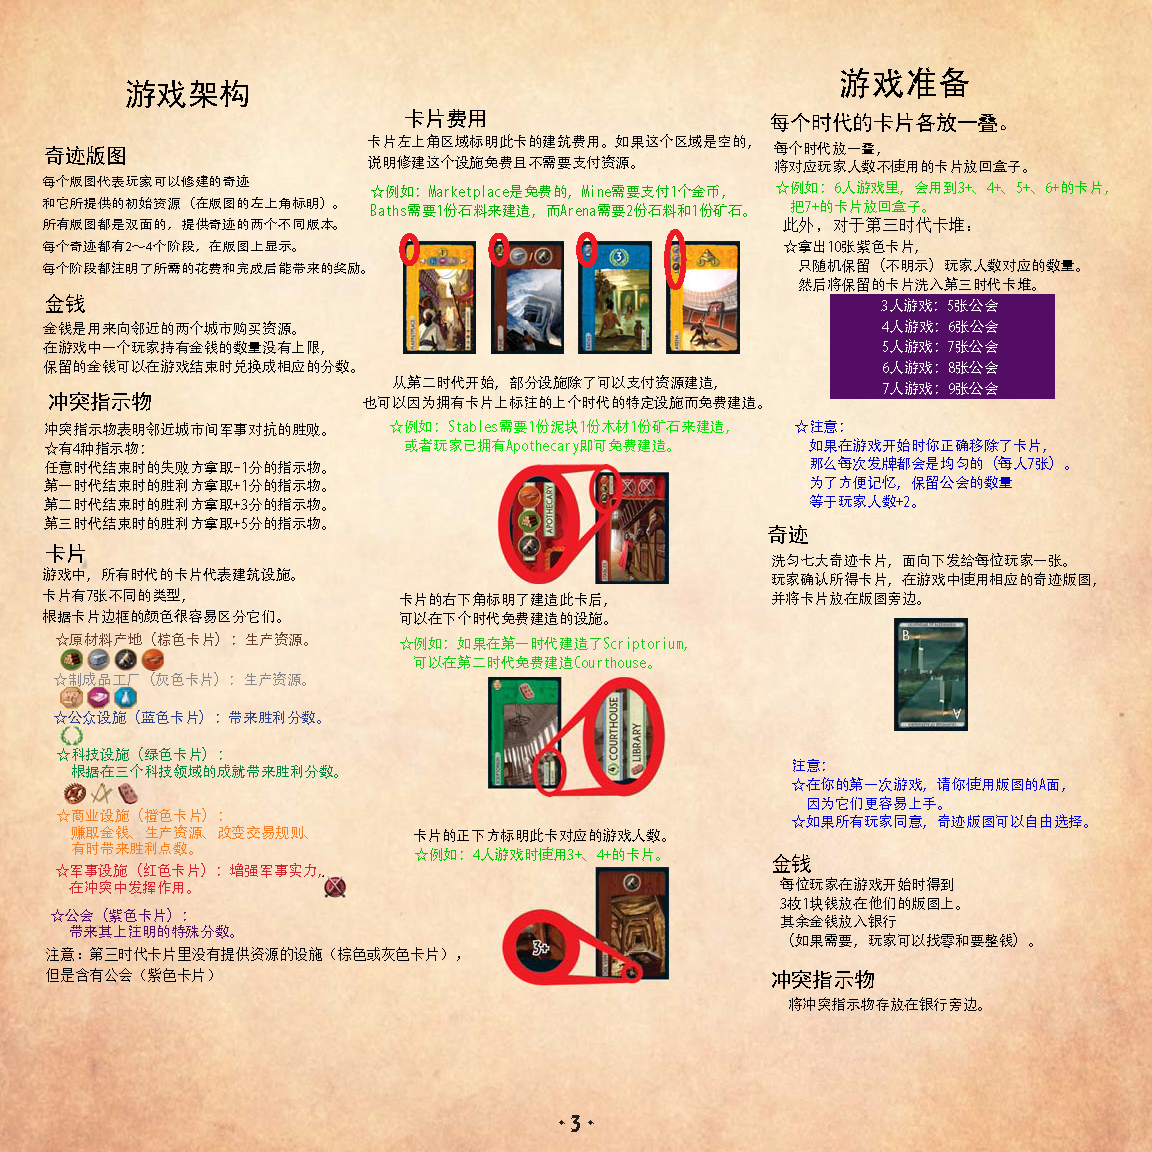 游戏架构
奇迹版图
每个版图代表玩家可以修建的奇迹
和它所提供的初始资源（在版图的左上角标明）。
所有版图都是双面的，提供奇迹的两个不同版本。
每个奇迹都有2～4个阶段，在版图上显示。
每个阶段都注明了所需的花费和完成后能带来的奖励。
金钱
金钱是用来向邻近的两个城市购买资源。
在游戏中一个玩家持有金钱的数量没有上限，
保留的金钱可以在游戏结束时兑换成相应的分数。
冲突指示物
冲突指示物表明邻近城市间军事对抗的胜败。
☆有4种指示物：
任意时代结束时的失败方拿取-1分的指示物。
第一时代结束时的胜利方拿取+1分的指示物。
第二时代结束时的胜利方拿取+3分的指示物。
第三时代结束时的胜利方拿取+5分的指示物。
卡片
游戏中，所有时代的卡片代表建筑设施。
卡片有7张不同的类型，
根据卡片边框的颜色很容易区分它们。
☆原材料产地（棕色卡片）：生产资源。
☆制成品工厂（灰色卡片）：生产资源。
☆公众设施（蓝色卡片）：带来胜利分数。
☆科技设施（绿色卡片）：
根据在三个科技领域的成就带来胜利分数。
☆商业设施（橙色卡片）：
赚取金钱、生产资源、改变交易规则、
有时带来胜利点数。
☆军事设施（红色卡片）：增强军事实力，
在冲突中发挥作用。
☆公会（紫色卡片）：
带来其上注明的特殊分数。
注意：第三时代卡片里没有提供资源的设施（棕色或灰色卡片），
但是含有公会（紫色卡片）
卡片费用
卡片左上角区域标明此卡的建筑费用。如果这个区域是空的，
说明修建这个设施免费且不需要支付资源。
☆例如：Marketplace是免费的，Mine需要支付1个金币，
Baths需要1份石料来建造，而Arena需要2份石料和1份矿石。
MARKETPLACE
MINE
3
BATHS
ARENA
从第二时代开始，部分设施除了可以支付资源建造，
也可以因为拥有卡片上标注的上个时代的特定设施而免费建造。
☆例如：Stables需要1份泥块1份木材1份矿石来建造，
或者玩家已拥有Apothecary即可免费建造。
APOTHECARY
STABLES
卡片的右下角标明了建造此卡后，
可以在下个时代免费建造的设施。
☆例如：如果在第一时代建造了Scriptorium，
可以在第二时代免费建造Courthouse。
SCRIPTORIUM
(4) COURTHOUSE
LIBRARY
卡片的正下方标明此卡对应的游戏人数。
☆例如：4人游戏时使用3+、4+的卡片。
3+
游戏准备
每个时代的卡片各放一叠。
每个时代放一叠，
将对应玩家人数不使用的卡片放回盒子。
☆例如：6人游戏里，会用到3+、4+、5+、6+的卡片，
把7+的卡片放回盒子。
此外，对于第三时代卡堆：
☆拿出10张紫色卡片，
只随机保留（不明示）玩家人数对应的数量。
然后将保留的卡片洗入第三时代卡堆。
3人游戏：5张公会
4人游戏：6张公会
5人游戏：7张公会
6人游戏：8张公会
7人游戏：9张公会
☆注意：
如果在游戏开始时你正确移除了卡片，
那么每次发牌都会是均匀的（每人7张）。
为了方便记忆，保留公会的数量
等于玩家人数+2。
奇迹
洗匀七大奇迹卡片，面向下发给每位玩家一张。
玩家确认所得卡片，在游戏中使用相应的奇迹版图，
并将卡片放在版图旁边。
B
A
注意：
☆在你的第一次游戏，请你使用版图的A面，
因为它们更容易上手。
☆如果所有玩家同意，奇迹版图可以自由选择。
金钱
每位玩家在游戏开始时得到
3枚1块钱放在他们的版图上。
其余金钱放入银行
（如果需要，玩家可以找零和要整钱）。
冲突指示物
将冲突指示物存放在银行旁边。
· 3 ·